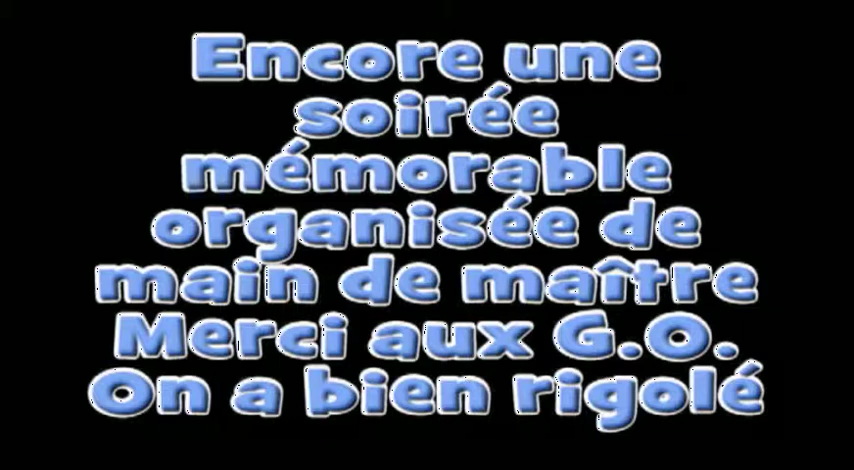 Encore une
soirée
mémorable
organisée de
main de maître
Merci aux G.O.
On a bien rigolé